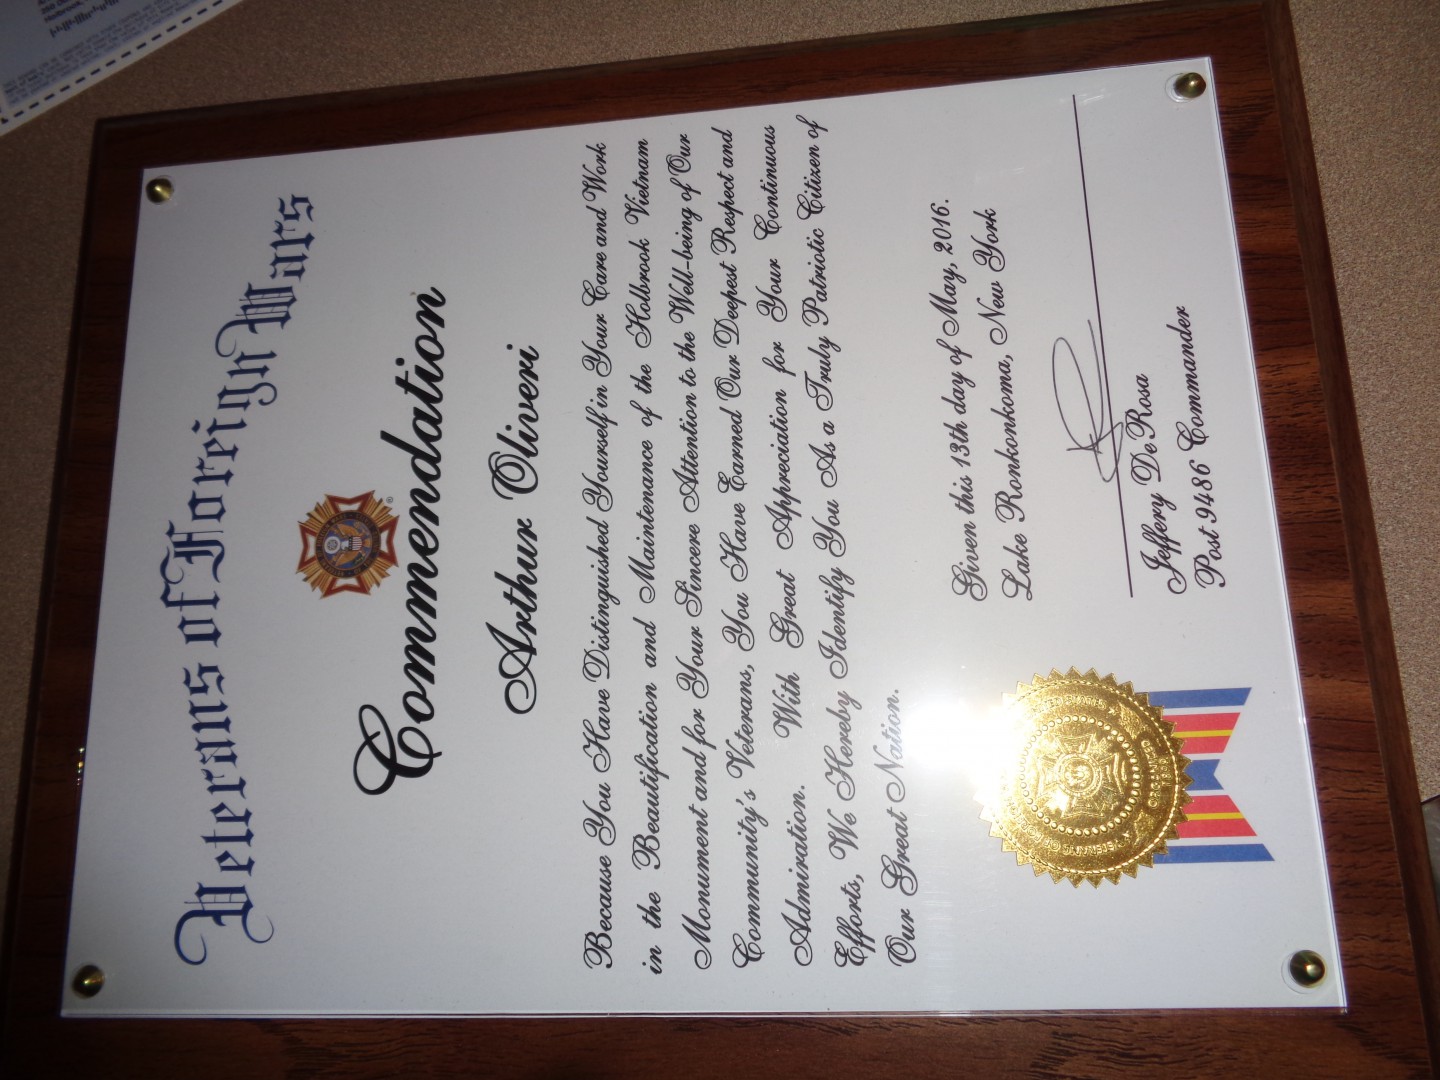 Veterans of Foreign Wars
Commendation
Arthur Oliveri
Because You Have Distinguished Yourself in Your Care and Work
in the Beautification and Maintenance of the Holbrook Vietnam
Monument and for Your Sincere Attention to the Well-being of Our
Community's Veterans, You Have Earned Our Deepest Respect and
Admiration. With Great Appreciation for Your Continuous
Efforts, We Hereby Identify You As a Truly Patriotic Citizen of
Our Great Nation.
Given this 13th day of May, 2016.
Lake Ronkonkoma, New York
Jeffery De Rosa
Post 9486 Commander